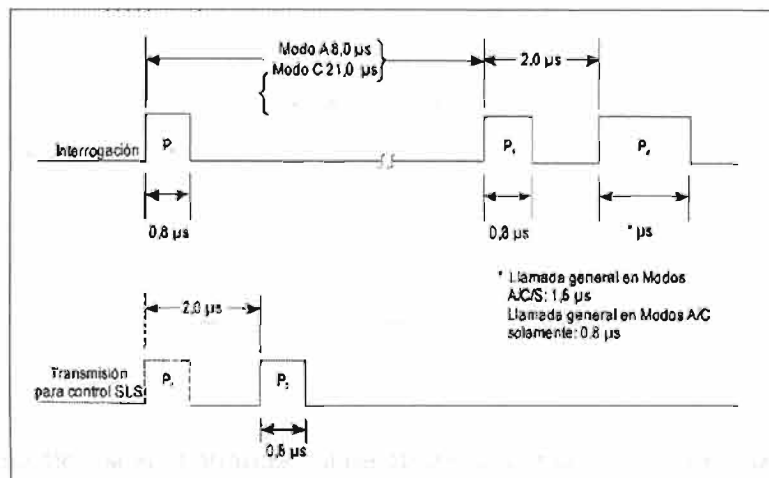 Modo A 8,0 µs
Modo C 21,0 µs
2,0 µs
Interrogación
P
P
P
0,8 µs
0,8 µs
* µs
* Llamada general en Modos
A/C/S: 1,6 µs
Llamada general en Modos A/C
solamente: 0,8 µs
2,0 µs
Transmisión
para control SLS
P
P
0,8 µs